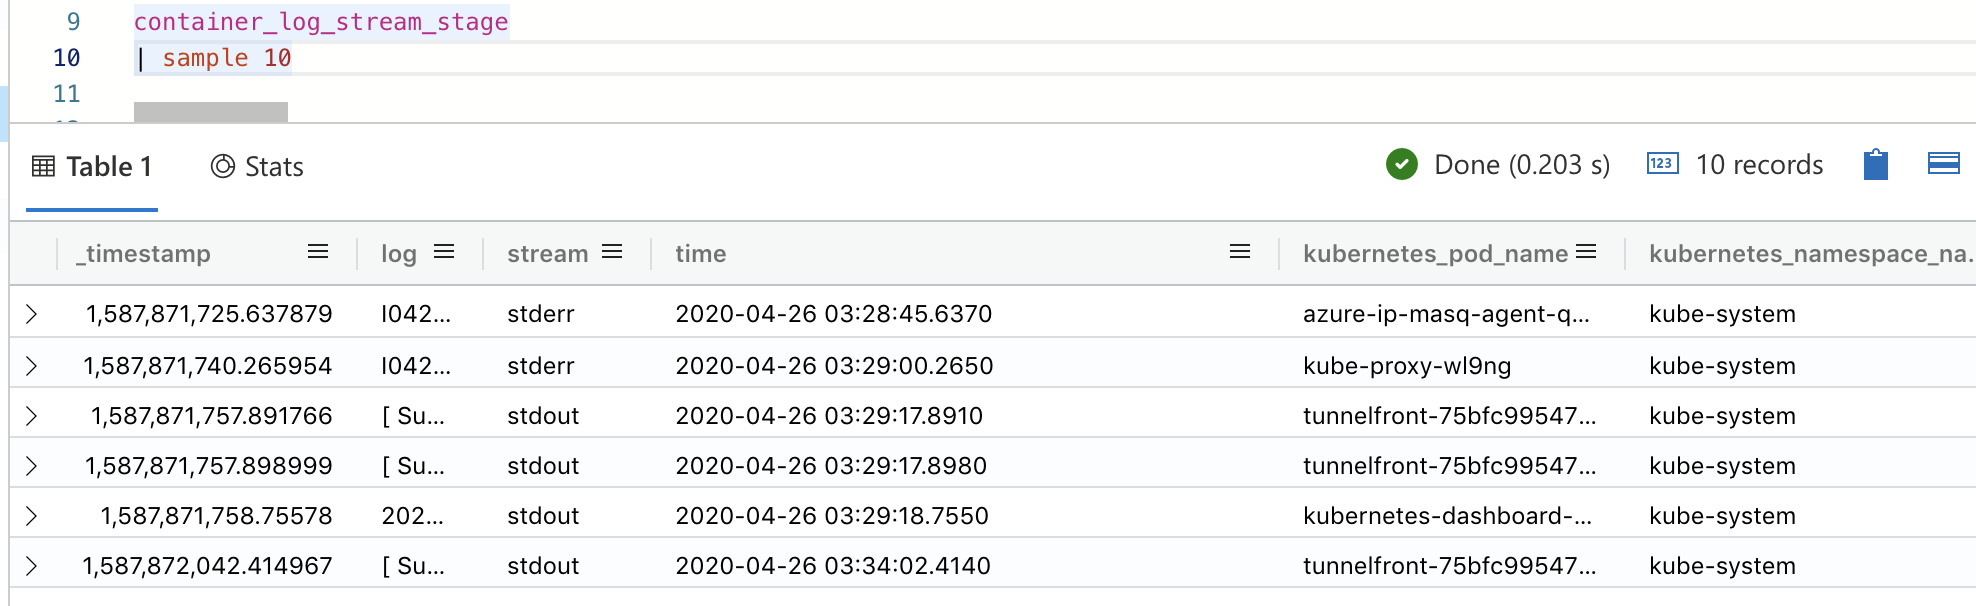 9 container_log_stream_stage
10 | sample 10
11
Table 1 Stats Done (0.203 s) 123 10 records
_timestamp log stream time kubernetes_pod_name kubernetes_namespace_na.
1,587,871,725.637879 I042... stderr 2020-04-26 03:28:45.6370 azure-ip-masq-agent-q... kube-system
1,587,871,740.265954 I042... stderr 2020-04-26 03:29:00.2650 kube-proxy-wl9ng kube-system
1,587,871,757.891766 [ Su... stdout 2020-04-26 03:29:17.8910 tunnelfront-75bfc99547... kube-system
1,587,871,757.898999 [ Su... stdout 2020-04-26 03:29:17.8980 tunnelfront-75bfc99547... kube-system
1,587,871,758.75578 202... stdout 2020-04-26 03:29:18.7550 kubernetes-dashboard-... kube-system
1,587,872,042.414967 [ Su... stdout 2020-04-26 03:34:02.4140 tunnelfront-75bfc99547... kube-system